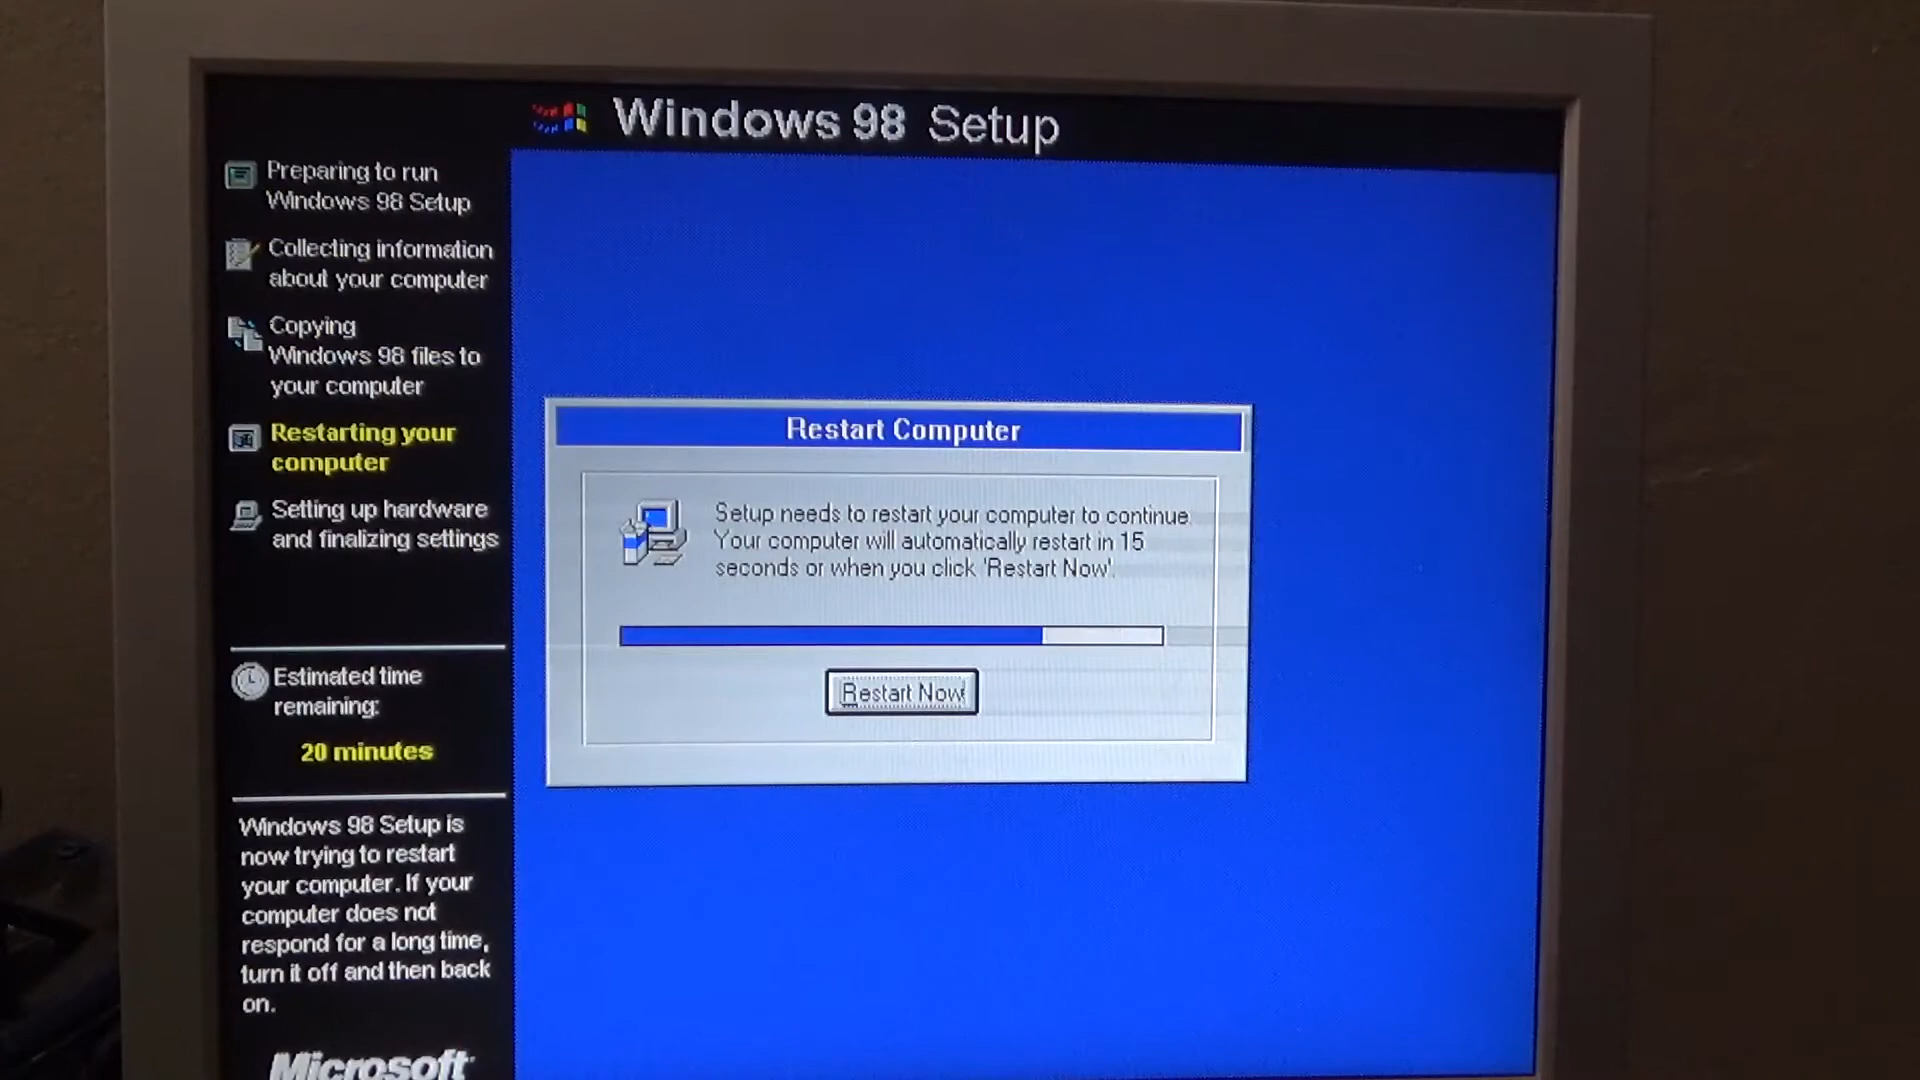 Windows 98 Setup
Preparing to run
Windows 98 Setup
Collecting information
about your computer
Copying
Windows 98 files to
your computer
Restarting your
computer
Setting up hardware
and finalizing settings
Estimated time
remaining:
20 minutes
Windows 98 Setup is
now trying to restart
your computer. If your
computer does not
respond for a long time,
turn it off and then back
on.
Microsoft
Restart Computer
Setup needs to restart your computer to continue.
Your computer will automatically restart in 15
seconds or when you click 'Restart Now'.
Restart Now